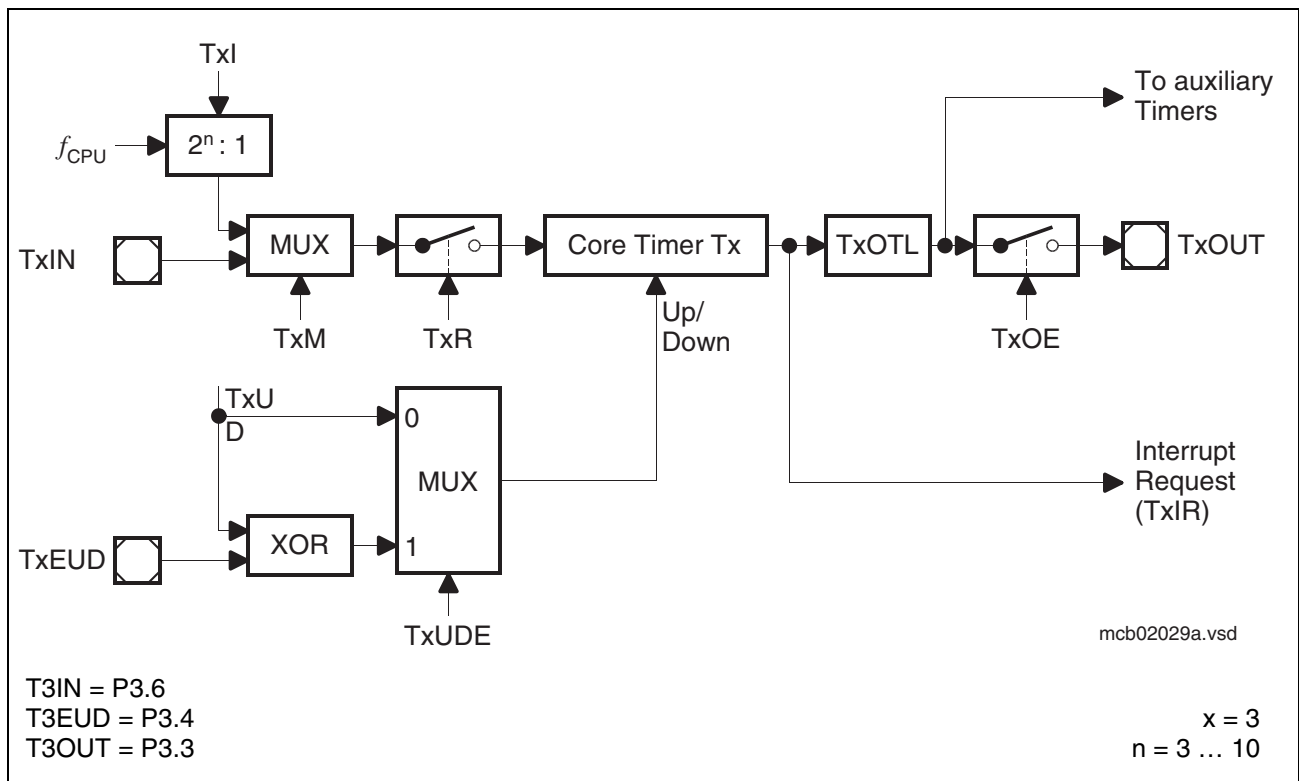 TxI
To auxiliary
Timers
fCPU
2ⁿ : 1
TxIN
MUX
Core Timer Tx
TxOTL
TxOUT
TxM
TxR
Up/
Down
TxOE
TxU
D
0
MUX
Interrupt
Request
(TxIR)
TxEUD
XOR
1
TxUDE
mcb02029a.vsd
T3IN = P3.6
T3EUD = P3.4
T3OUT = P3.3
x = 3
n = 3 … 10